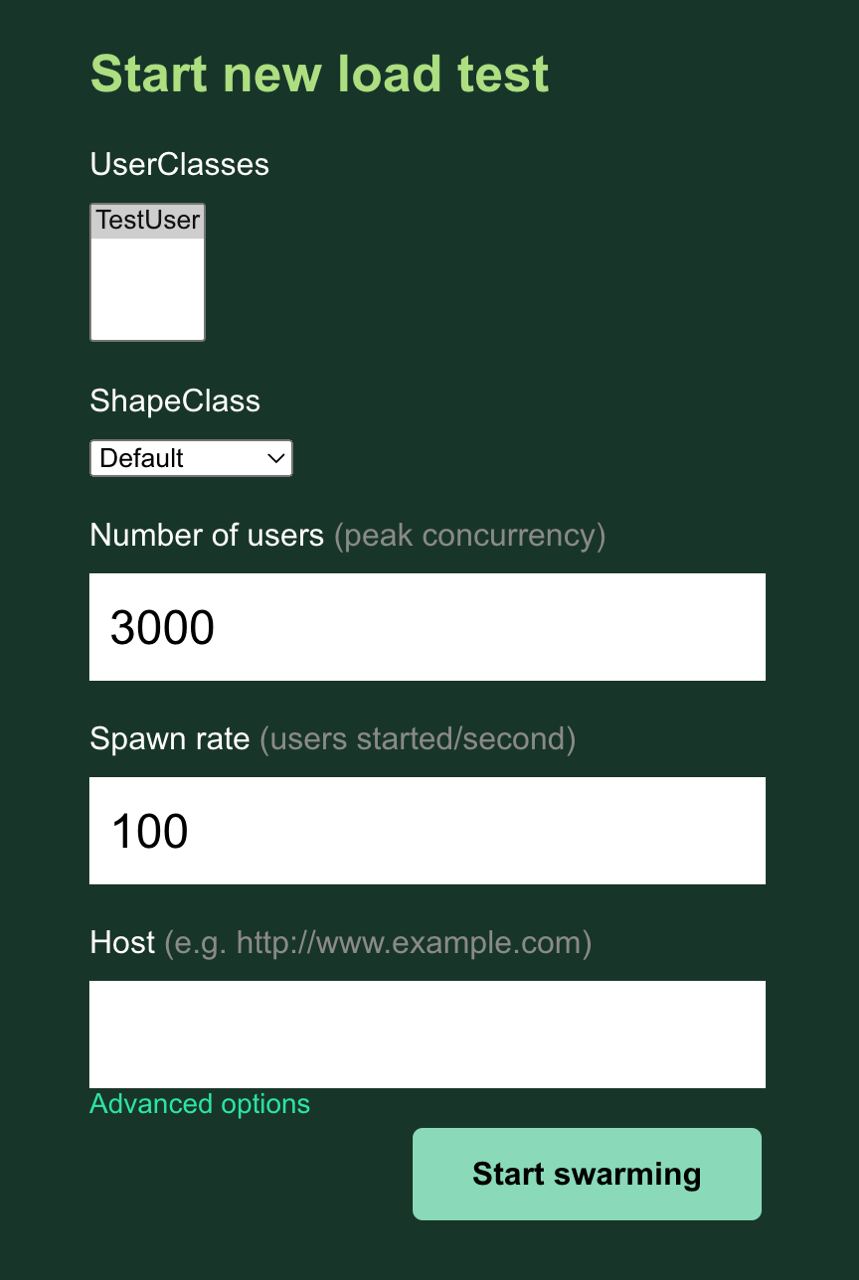 Start new load test
UserClasses
TestUser
ShapeClass
Default
Number of users (peak concurrency)
3000
Spawn rate (users started/second)
100
Host (e.g. http://www.example.com)
Advanced options
Start swarming